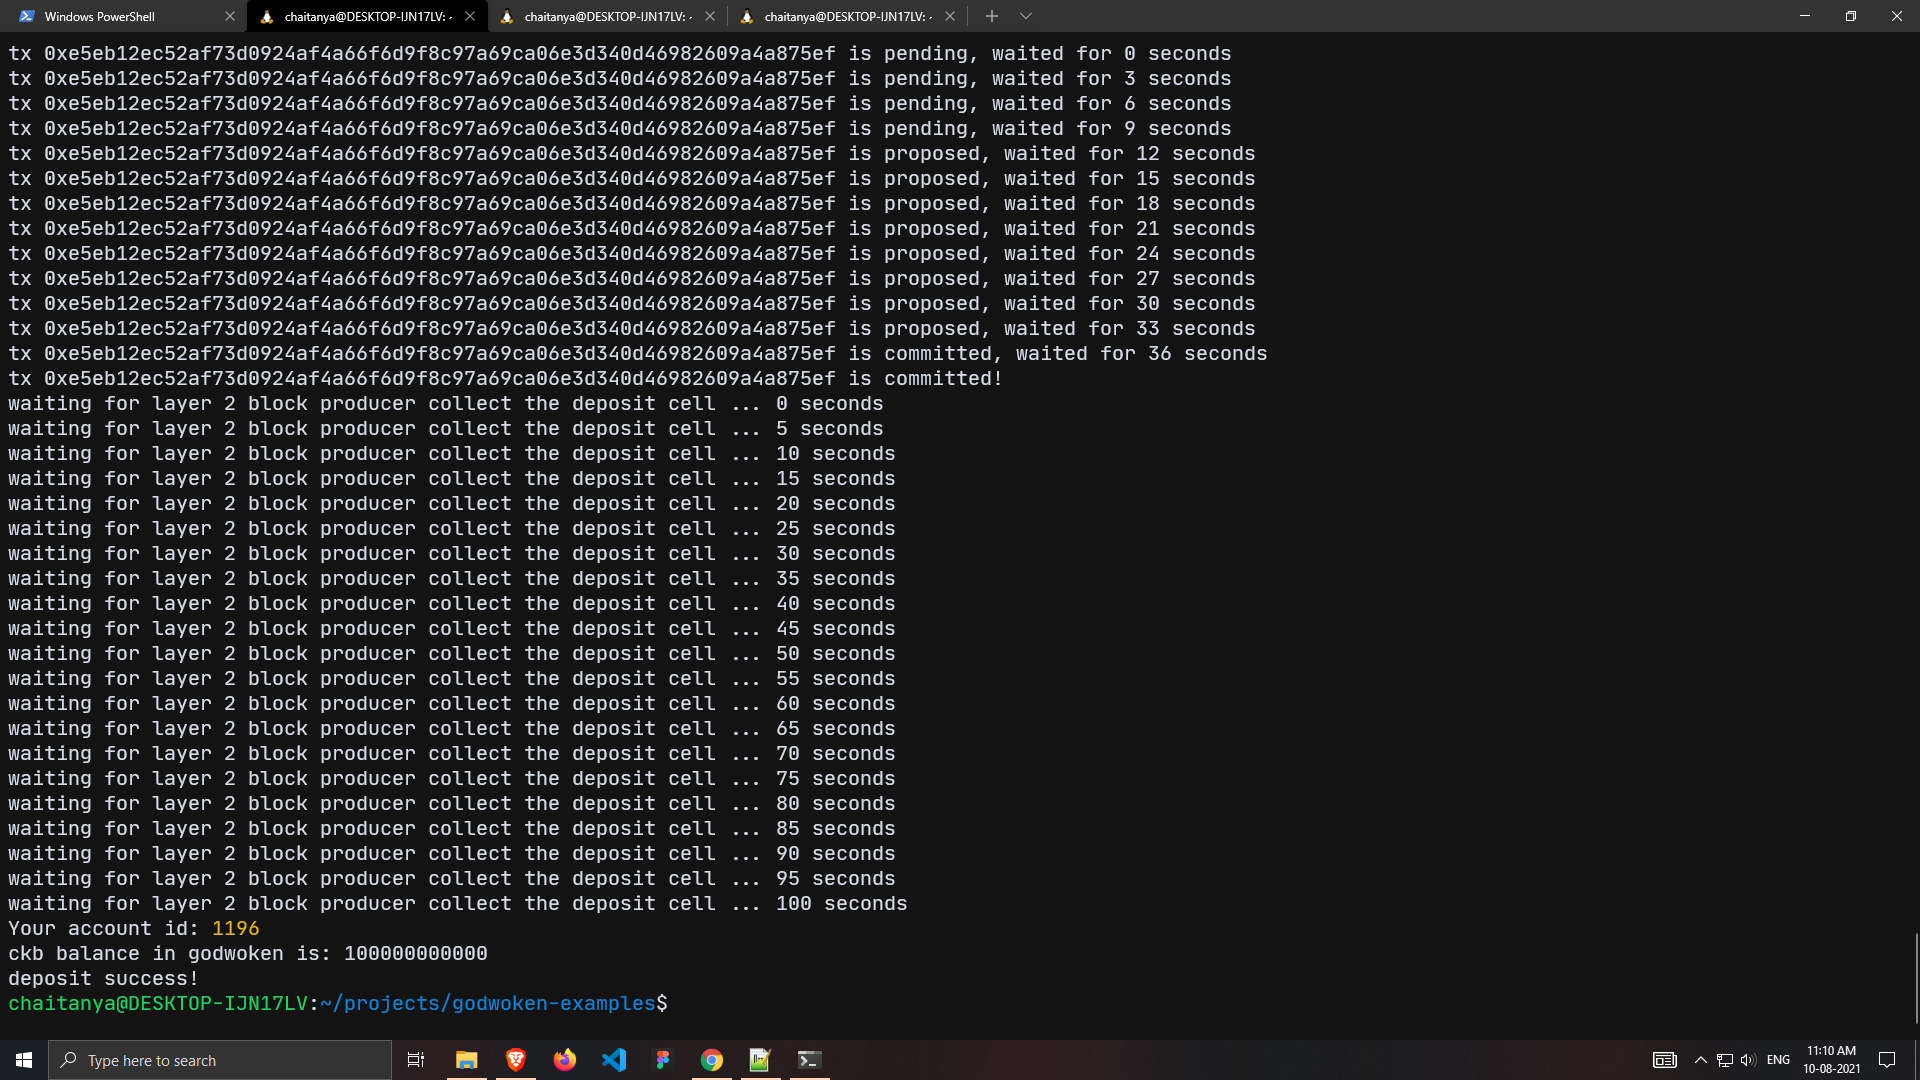 Windows PowerShell
chaitanya@DESKTOP-IJN17LV: -
chaitanya@DESKTOP-IJN17LV: -
chaitanya@DESKTOP-IJN17LV: -
tx 0xe5eb12ec52af73d0924af4a66f6d9f8c97a69ca06e3d340d46982609a4a875ef is pending, waited for 0 seconds
tx 0xe5eb12ec52af73d0924af4a66f6d9f8c97a69ca06e3d340d46982609a4a875ef is pending, waited for 3 seconds
tx 0xe5eb12ec52af73d0924af4a66f6d9f8c97a69ca06e3d340d46982609a4a875ef is pending, waited for 6 seconds
tx 0xe5eb12ec52af73d0924af4a66f6d9f8c97a69ca06e3d340d46982609a4a875ef is pending, waited for 9 seconds
tx 0xe5eb12ec52af73d0924af4a66f6d9f8c97a69ca06e3d340d46982609a4a875ef is proposed, waited for 12 seconds
tx 0xe5eb12ec52af73d0924af4a66f6d9f8c97a69ca06e3d340d46982609a4a875ef is proposed, waited for 15 seconds
tx 0xe5eb12ec52af73d0924af4a66f6d9f8c97a69ca06e3d340d46982609a4a875ef is proposed, waited for 18 seconds
tx 0xe5eb12ec52af73d0924af4a66f6d9f8c97a69ca06e3d340d46982609a4a875ef is proposed, waited for 21 seconds
tx 0xe5eb12ec52af73d0924af4a66f6d9f8c97a69ca06e3d340d46982609a4a875ef is proposed, waited for 24 seconds
tx 0xe5eb12ec52af73d0924af4a66f6d9f8c97a69ca06e3d340d46982609a4a875ef is proposed, waited for 27 seconds
tx 0xe5eb12ec52af73d0924af4a66f6d9f8c97a69ca06e3d340d46982609a4a875ef is proposed, waited for 30 seconds
tx 0xe5eb12ec52af73d0924af4a66f6d9f8c97a69ca06e3d340d46982609a4a875ef is proposed, waited for 33 seconds
tx 0xe5eb12ec52af73d0924af4a66f6d9f8c97a69ca06e3d340d46982609a4a875ef is committed, waited for 36 seconds
tx 0xe5eb12ec52af73d0924af4a66f6d9f8c97a69ca06e3d340d46982609a4a875ef is committed!
waiting for layer 2 block producer collect the deposit cell ... 0 seconds
waiting for layer 2 block producer collect the deposit cell ... 5 seconds
waiting for layer 2 block producer collect the deposit cell ... 10 seconds
waiting for layer 2 block producer collect the deposit cell ... 15 seconds
waiting for layer 2 block producer collect the deposit cell ... 20 seconds
waiting for layer 2 block producer collect the deposit cell ... 25 seconds
waiting for layer 2 block producer collect the deposit cell ... 30 seconds
waiting for layer 2 block producer collect the deposit cell ... 35 seconds
waiting for layer 2 block producer collect the deposit cell ... 40 seconds
waiting for layer 2 block producer collect the deposit cell ... 45 seconds
waiting for layer 2 block producer collect the deposit cell ... 50 seconds
waiting for layer 2 block producer collect the deposit cell ... 55 seconds
waiting for layer 2 block producer collect the deposit cell ... 60 seconds
waiting for layer 2 block producer collect the deposit cell ... 65 seconds
waiting for layer 2 block producer collect the deposit cell ... 70 seconds
waiting for layer 2 block producer collect the deposit cell ... 75 seconds
waiting for layer 2 block producer collect the deposit cell ... 80 seconds
waiting for layer 2 block producer collect the deposit cell ... 85 seconds
waiting for layer 2 block producer collect the deposit cell ... 90 seconds
waiting for layer 2 block producer collect the deposit cell ... 95 seconds
waiting for layer 2 block producer collect the deposit cell ... 100 seconds
Your account id: 1196
ckb balance in godwoken is: 100000000000
deposit success!
chaitanya@DESKTOP-IJN17LV:~/projects/godwoken-examples$
Type here to search
ENG
11:10 AM
10-08-2021